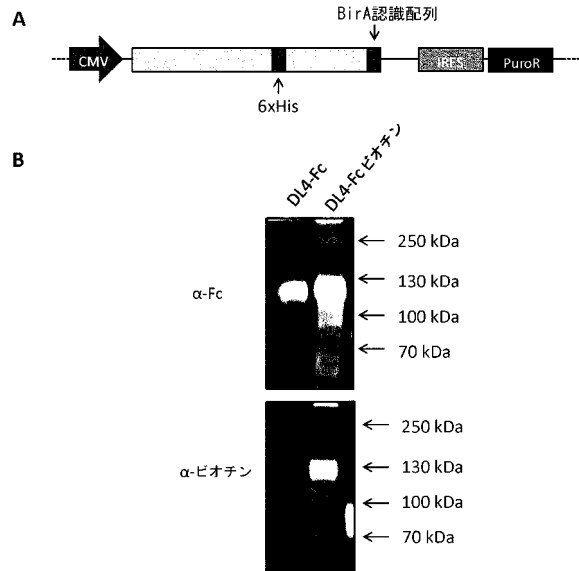 A
BirA認識配列
CMV
IRES
PuroR
6xHis
B
DL4-Fc
DL4-Fcビオチン
α-Fc
250 kDa
130 kDa
100 kDa
70 kDa
α-ビオチン
250 kDa
130 kDa
100 kDa
70 kDa